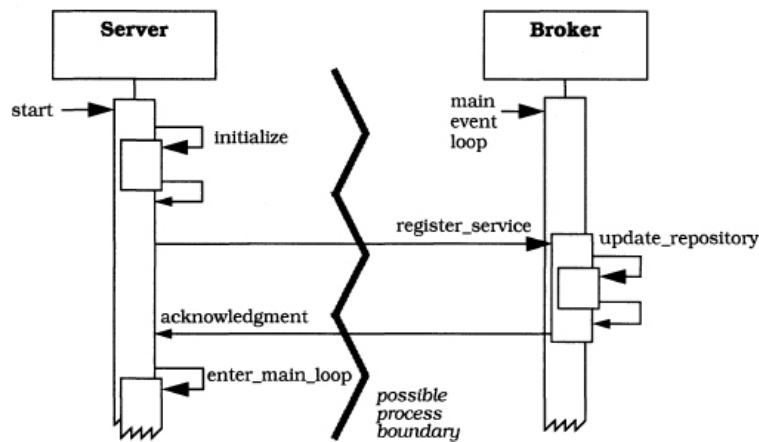 Server
Broker
start
main
event
loop
initialize
register_service
update_repository
acknowledgment
enter_main_loop
possible
process
boundary